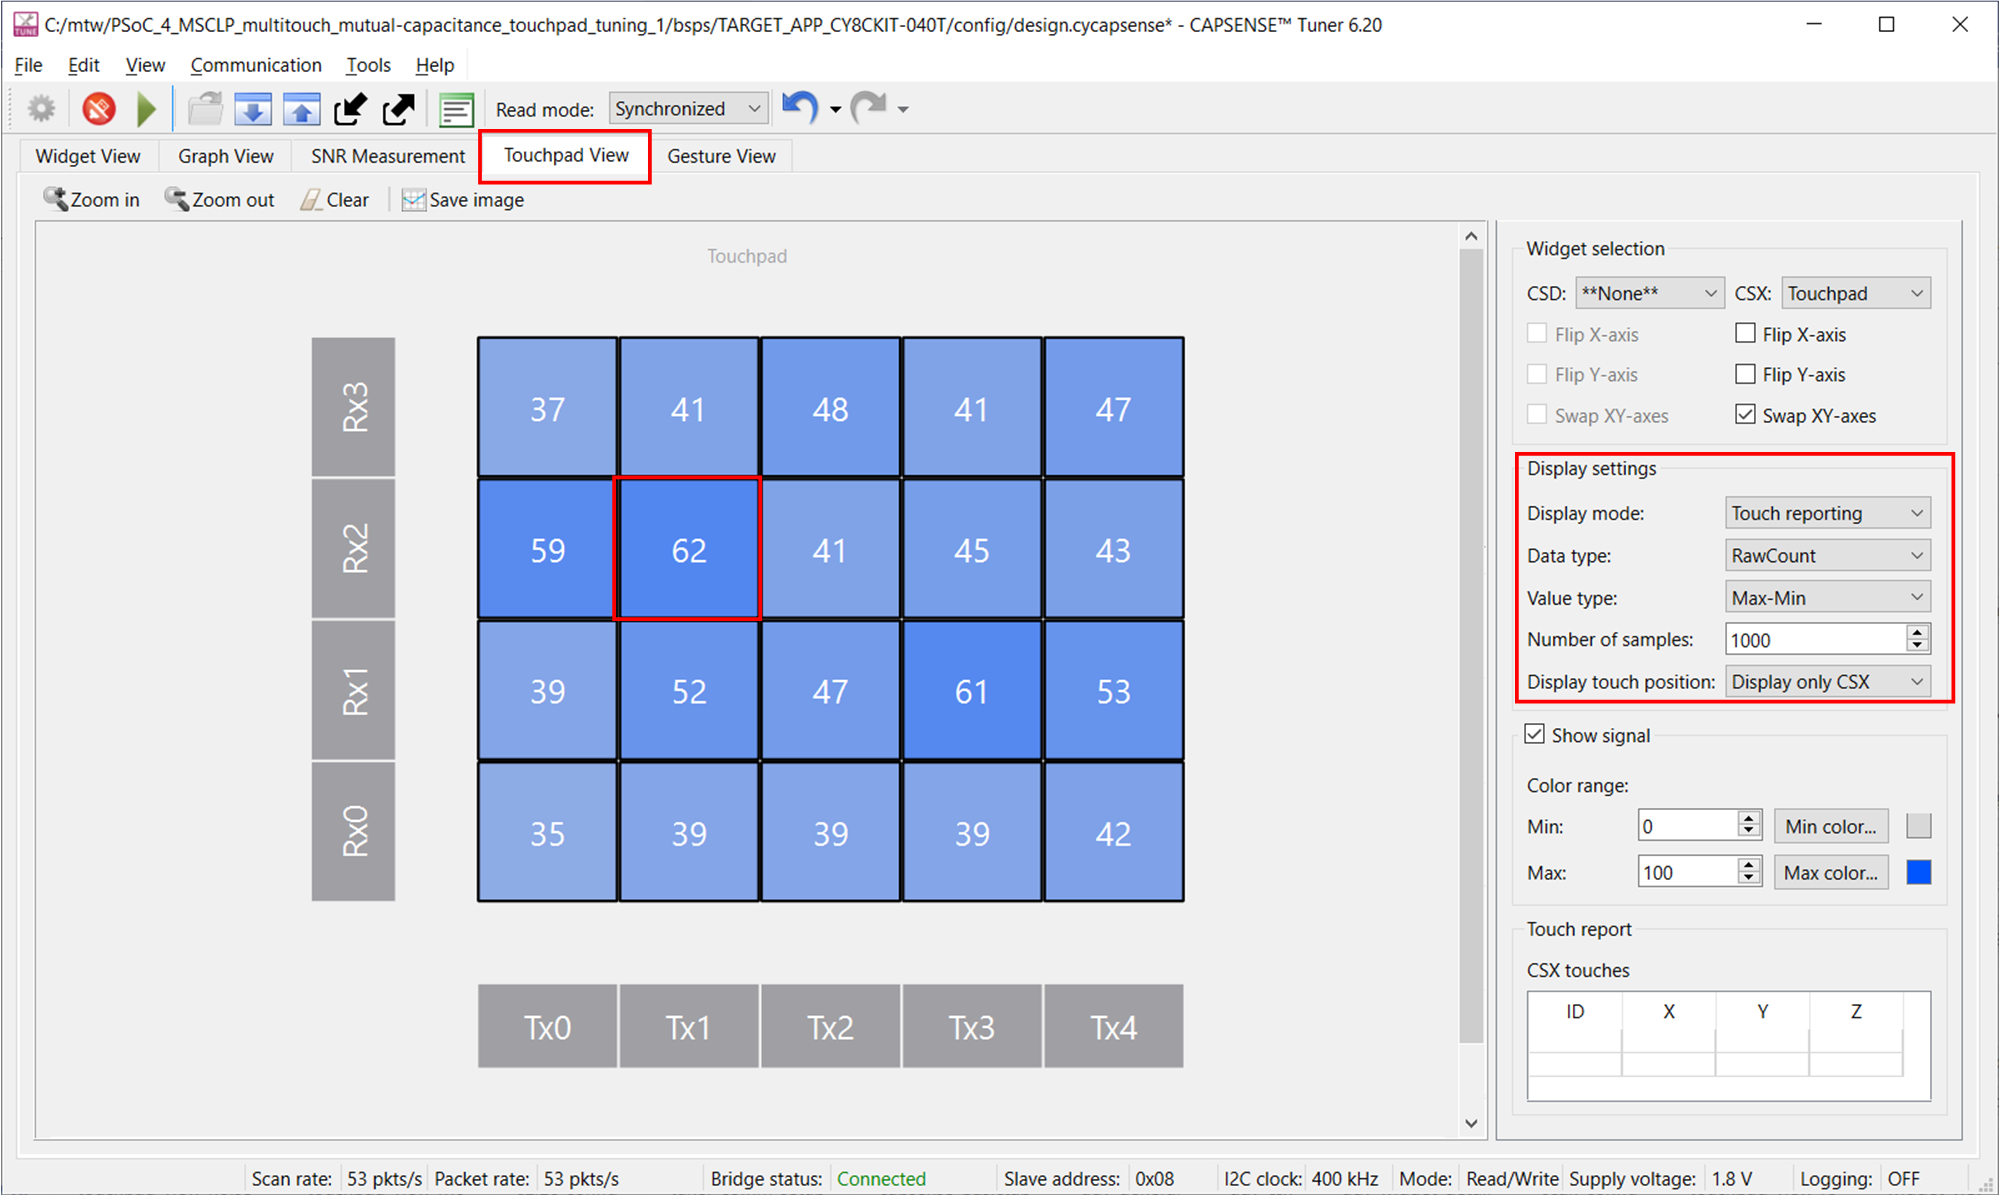 C:/mtw/PSoC_4_MSCLP_multitouch_mutual-capacitance_touchpad_tuning_1/bsps/TARGET_APP_CY8CKIT-040T/config/design.cycapsense* - CAPSENSE™ Tuner 6.20
File Edit View Communication Tools Help
Read mode: Synchronized
Widget View Graph View SNR Measurement Touchpad View Gesture View
Zoom in Zoom out Clear Save image
Touchpad
Rx3 37 41 48 41 47
Rx2 59 62 41 45 43
Rx1 39 52 47 61 53
Rx0 35 39 39 39 42
Tx0 Tx1 Tx2 Tx3 Tx4
Widget selection
CSD: **None** CSX: Touchpad
Flip X-axis Flip X-axis
Flip Y-axis Flip Y-axis
Swap XY-axes Swap XY-axes
Display settings
Display mode: Touch reporting
Data type: RawCount
Value type: Max-Min
Number of samples: 1000
Display touch position: Display only CSX
Show signal
Color range:
Min: 0 Min color...
Max: 100 Max color...
Touch report
CSX touches
ID X Y Z
Scan rate: 53 pkts/s Packet rate: 53 pkts/s Bridge status: Connected Slave address: 0x08 I2C clock: 400 kHz Mode: Read/Write Supply voltage: 1.8 V Logging: OFF